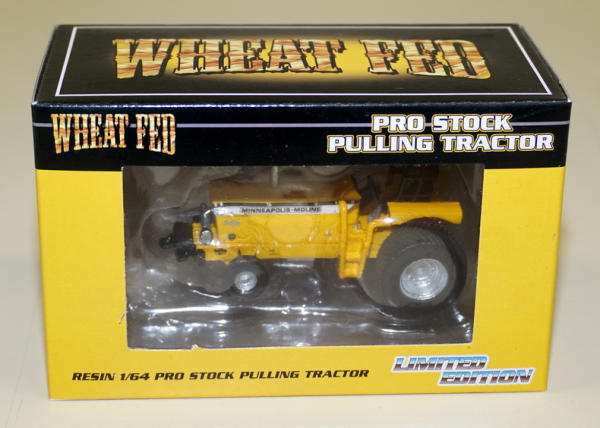 WHEAT FED
WHEAT FED
PRO STOCK
PULLING TRACTOR
MINNEAPOLIS-MOLINE
RESIN 1/64 PRO STOCK PULLING TRACTOR
LIMITED
EDITION